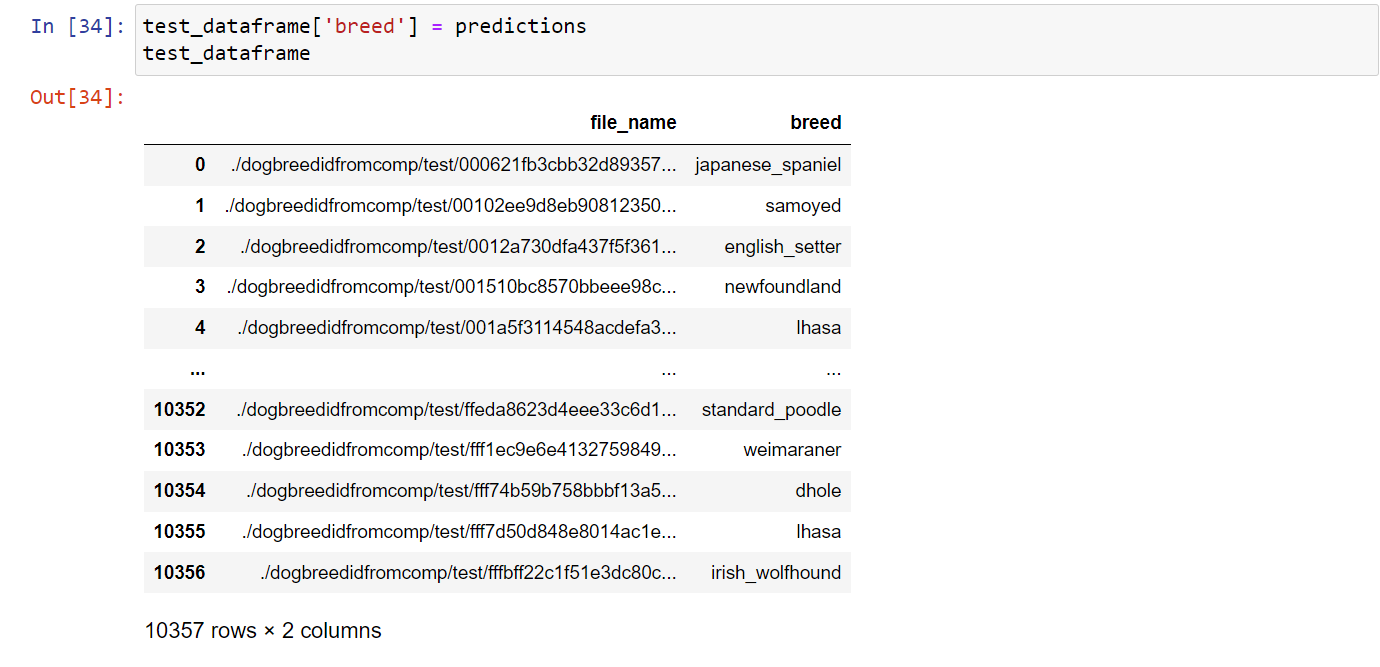 In [34]: test_dataframe['breed'] = predictions
test_dataframe
Out[34]:
file_name breed
0 ./dogbreedidfromcomp/test/000621fb3cbb32d89357... japanese_spaniel
1 ./dogbreedidfromcomp/test/00102ee9d8eb90812350... samoyed
2 ./dogbreedidfromcomp/test/0012a730dfa437f5f361... english_setter
3 ./dogbreedidfromcomp/test/001510bc8570bbeee98c... newfoundland
4 ./dogbreedidfromcomp/test/001a5f3114548acdefa3... lhasa
... ... ...
10352 ./dogbreedidfromcomp/test/ffeda8623d4eee33c6d1... standard_poodle
10353 ./dogbreedidfromcomp/test/fff1ec9e6e4132759849... weimaraner
10354 ./dogbreedidfromcomp/test/fff74b59b758bbbf13a5... dhole
10355 ./dogbreedidfromcomp/test/fff7d50d848e8014ac1e... lhasa
10356 ./dogbreedidfromcomp/test/fffbff22c1f51e3dc80c... irish_wolfhound
10357 rows × 2 columns